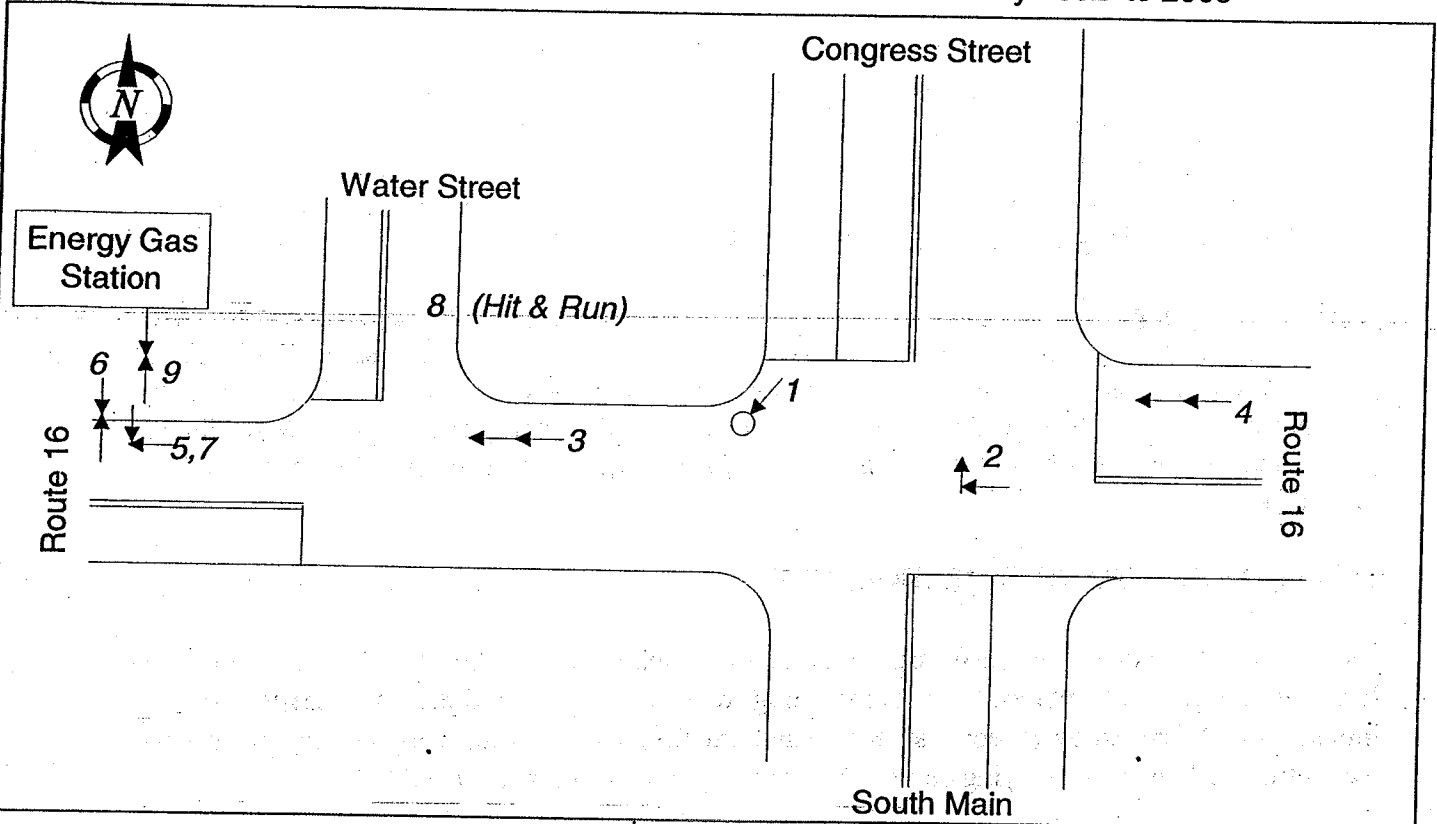 2005
Congress Street
N
Water Street
Energy Gas
Station
8 (Hit & Run)
6
9
1
5,7
3
2
4
Route 16
Route 16
South Main